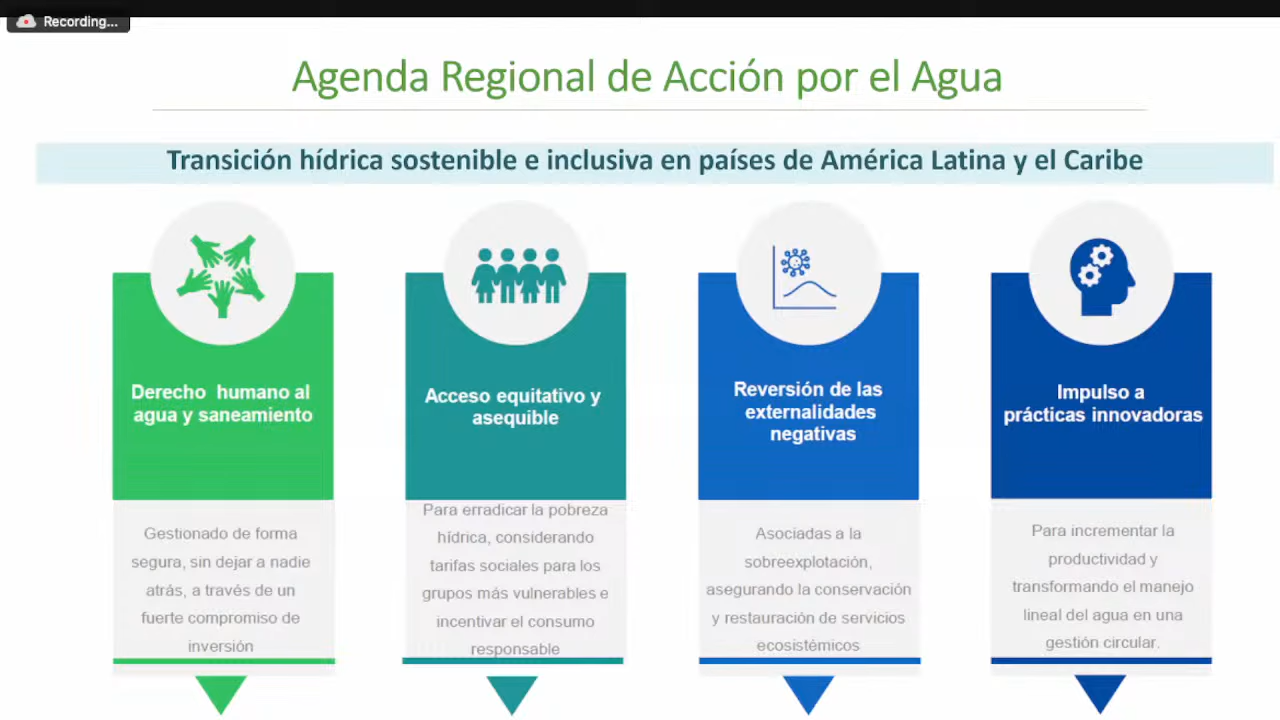 Recording...
Agenda Regional de Acción por el Agua
Transición hídrica sostenible e inclusiva en países de América Latina y el Caribe
Derecho humano al
agua y saneamiento
Gestionado de forma
segura, sin dejar a nadie
atrás, a través de un
fuerte compromiso de
inversión
Acceso equitativo y
asequible
Para erradicar la pobreza
hídrica, considerando
tarifas sociales para los
grupos más vulnerables e
incentivar el consumo
responsable
Reversión de las
externalidades
negativas
Asociadas a la
sobreexplotación,
asegurando la conservación
y restauración de servicios
ecosistémicos
Impulso a
prácticas innovadoras
Para incrementar la
productividad y
transformando el manejo
lineal del agua en una
gestión circular.